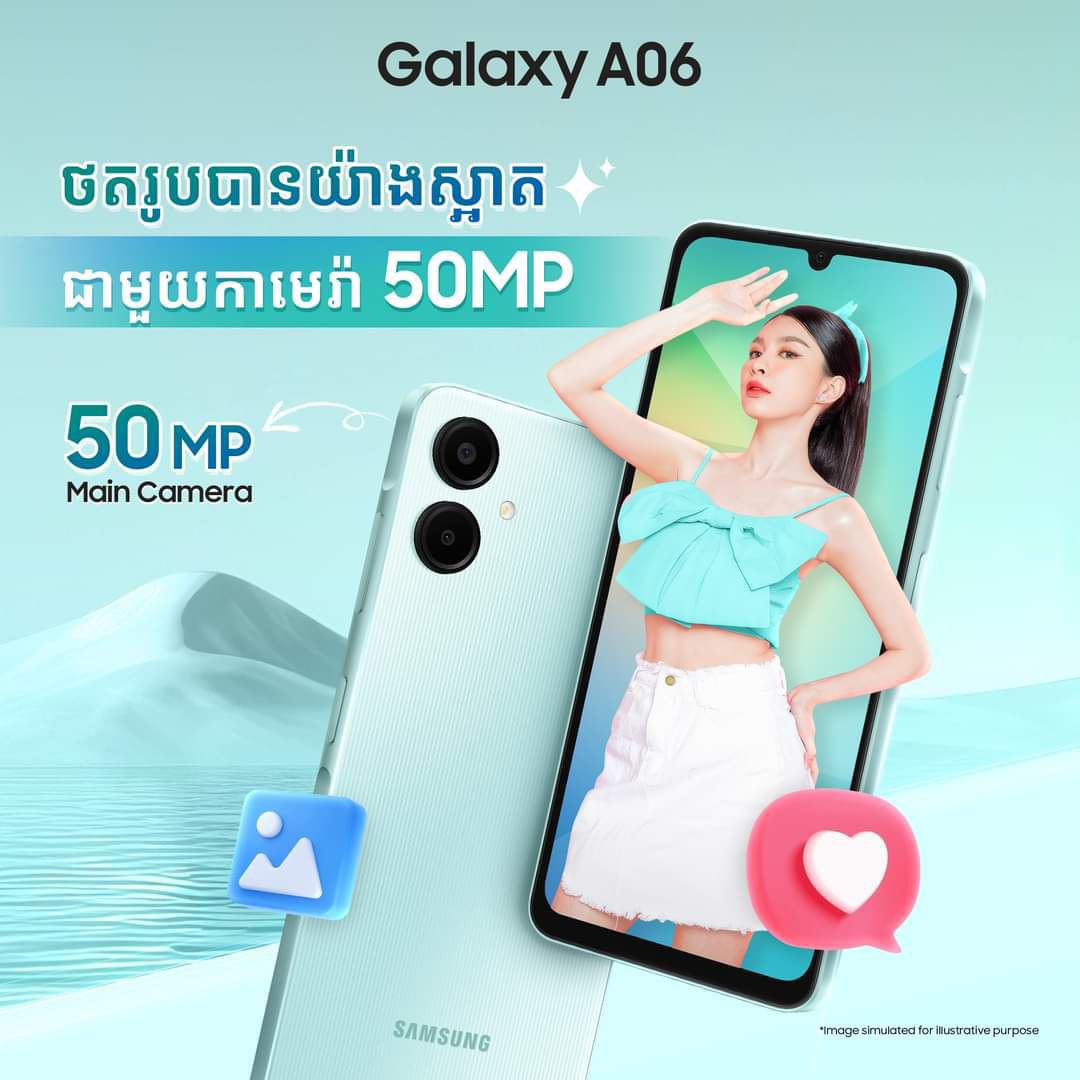 Galaxy A06
ថតរូបបានយ៉ាងស្អាត
ជាមួយកាមេរ៉ា 50MP
50 MP
Main Camera
SAMSUNG
*Image simulated for illustrative purpose